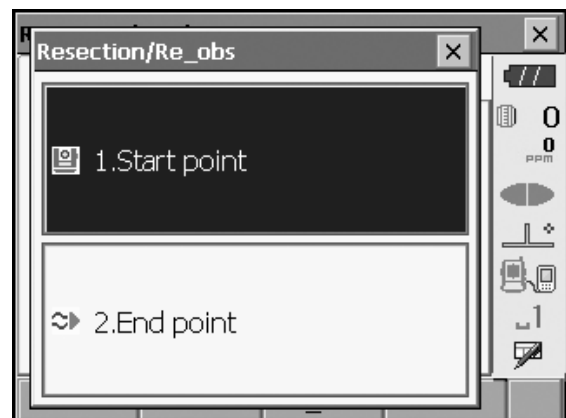 Resection/Re_obs
1.Start point
2.End point
0
0
PPM
1